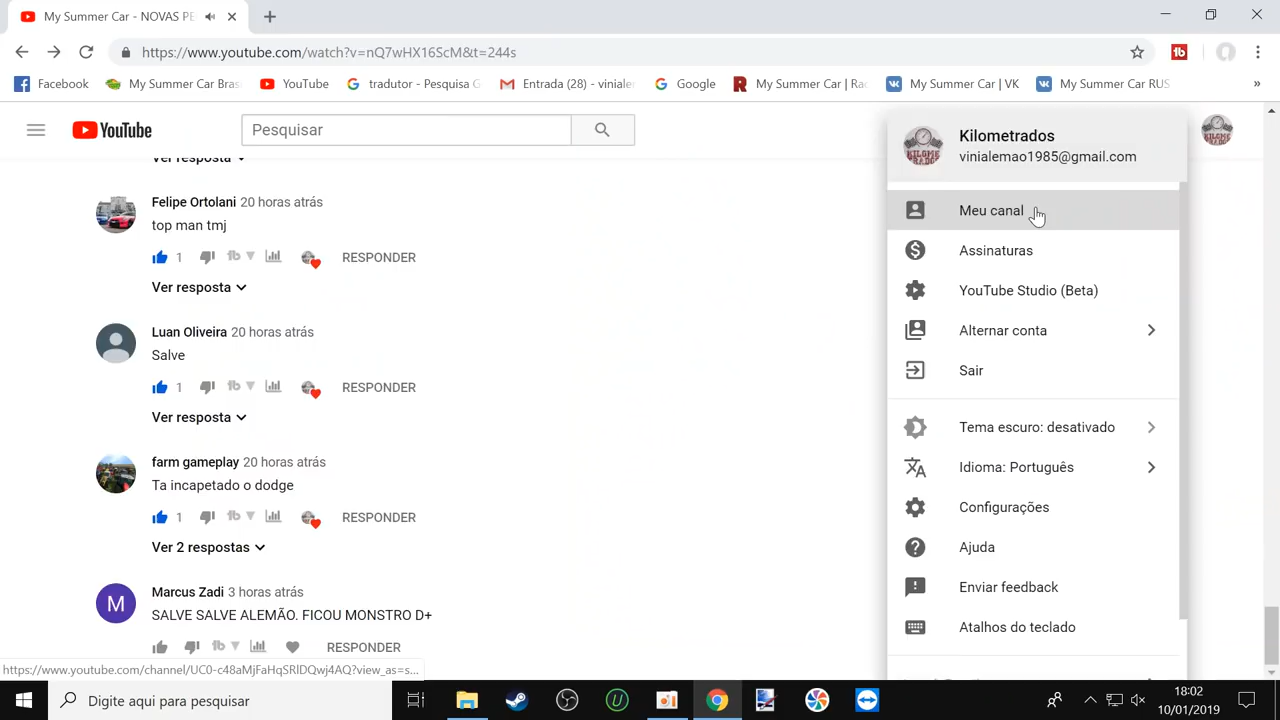 My Summer Car - NOVAS PE
https://www.youtube.com/watch?v=nQ7wHX16ScM&t=244s
Facebook
My Summer Car Bras
YouTube
tradutor - Pesquisa G
Entrada (28) - vinialem
Google
My Summer Car | Rac
My Summer Car | VK
My Summer Car RUS
»
YouTube
Pesquisar
Kilometrados
vinialemao1985@gmail.com
Ver resposta
Felipe Ortolani 20 horas atrás
top man tmj
1 RESPONDER
Ver resposta
Luan Oliveira 20 horas atrás
Salve
1 RESPONDER
Ver resposta
farm gameplay 20 horas atrás
Ta incapetado o dodge
1 RESPONDER
Ver 2 respostas
M
Marcus Zadi 3 horas atrás
SALVE SALVE ALEMÃO. FICOU MONSTRO D+
RESPONDER
Meu canal
Assinaturas
YouTube Studio (Beta)
Alternar conta
Sair
Tema escuro: desativado
Idioma: Português
Configurações
Ajuda
Enviar feedback
Atalhos do teclado
https://www.youtube.com/channel/UC0-c48aMjFaHqSRlDQwj4AQ?view_as=s...
Digite aqui para pesquisar
18:02
10/01/2019